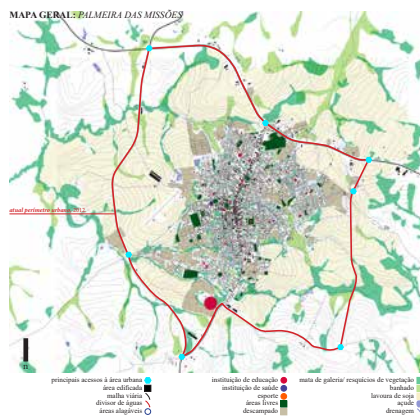 MAPA GERAL: PALMEIRA DAS MISSÕES
atual perímetro urbano 2012
n
principais acessos à área urbana
área edificada
malha viária
divisor de águas
áreas alagáveis
instituição de educação
instituição de saúde
esporte
áreas livres
descampado
mata de galeria/ resquícios de vegetação
banhado
lavoura de soja
açude
drenagem